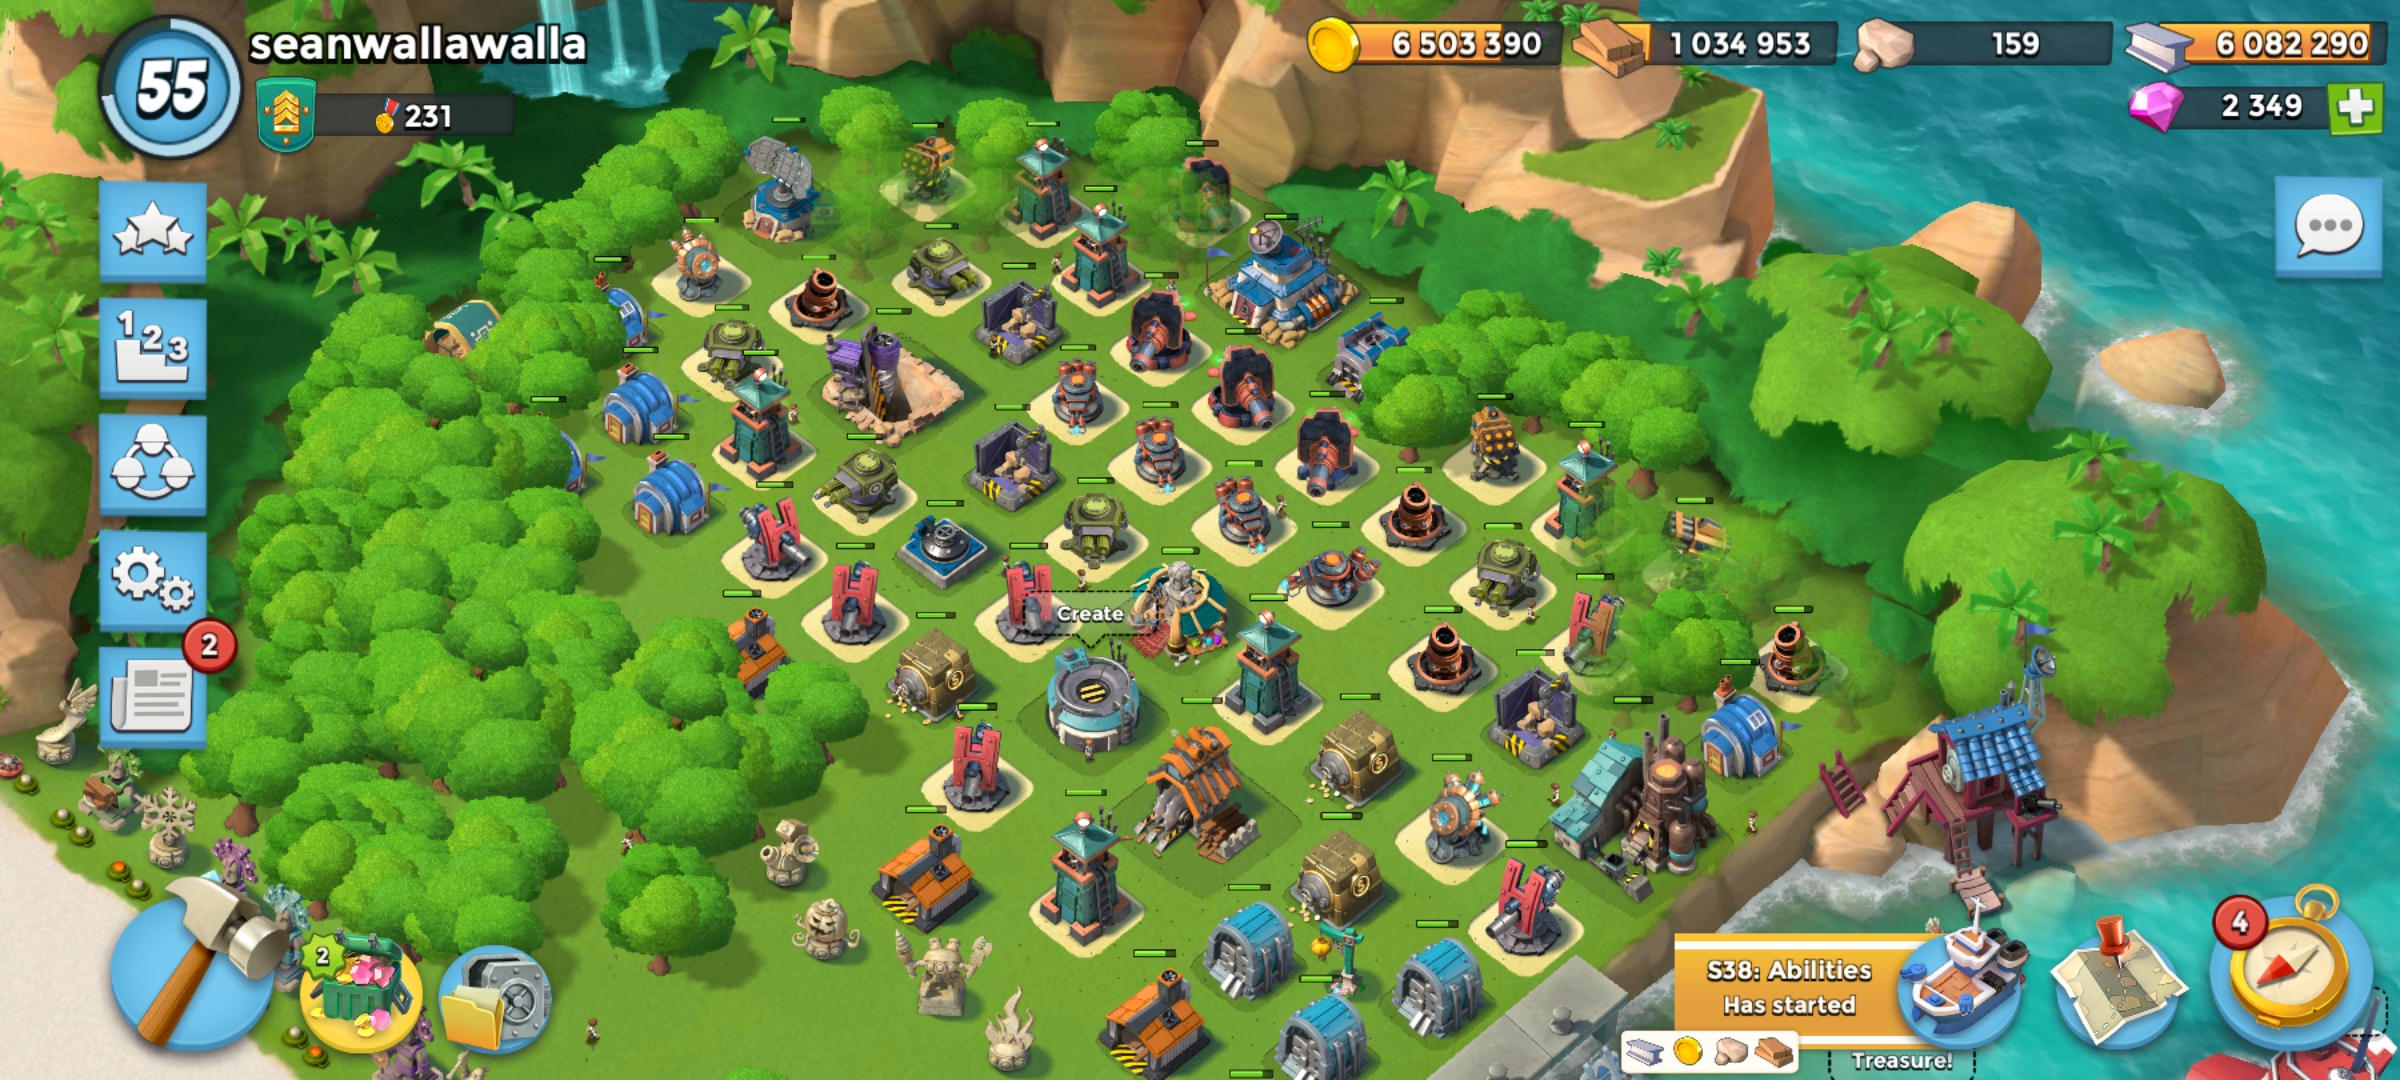 55
seanwallawalla
231
6 503 390
1 034 953
159
6 082 290
2 349
123
2
Create
2
S38: Abilities
Has started
4
Treasure!